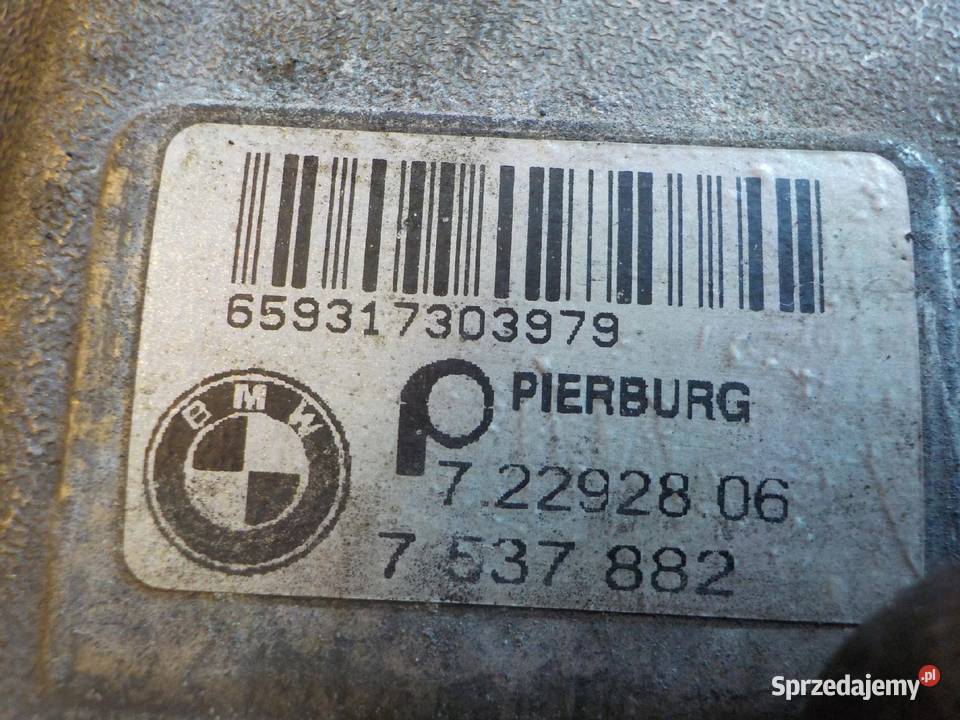 659317303979
PIERBURG
BMW
7.22928.06
7 537 882
Sprzedajemy.pl